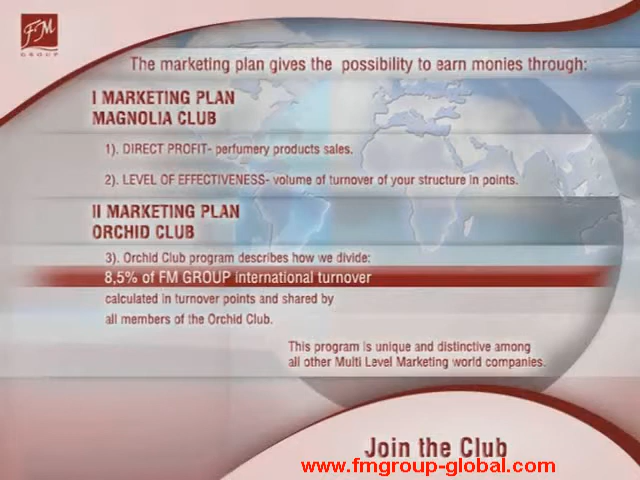 FM
GROUP
The marketing plan gives the possibility to earn monies through:
I MARKETING PLAN
MAGNOLIA CLUB
1). DIRECT PROFIT- perfumery products sales.
2). LEVEL OF EFFECTIVENESS- volume of turnover of your structure in points.
II MARKETING PLAN
ORCHID CLUB
3). Orchid Club program describes how we divide:
8,5% of FM GROUP international turnover
calculated in turnover points and shared by
all members of the Orchid Club.
This program is unique and distinctive among
all other Multi Level Marketing world companies.
Join the Club
www.fmgroup-global.com